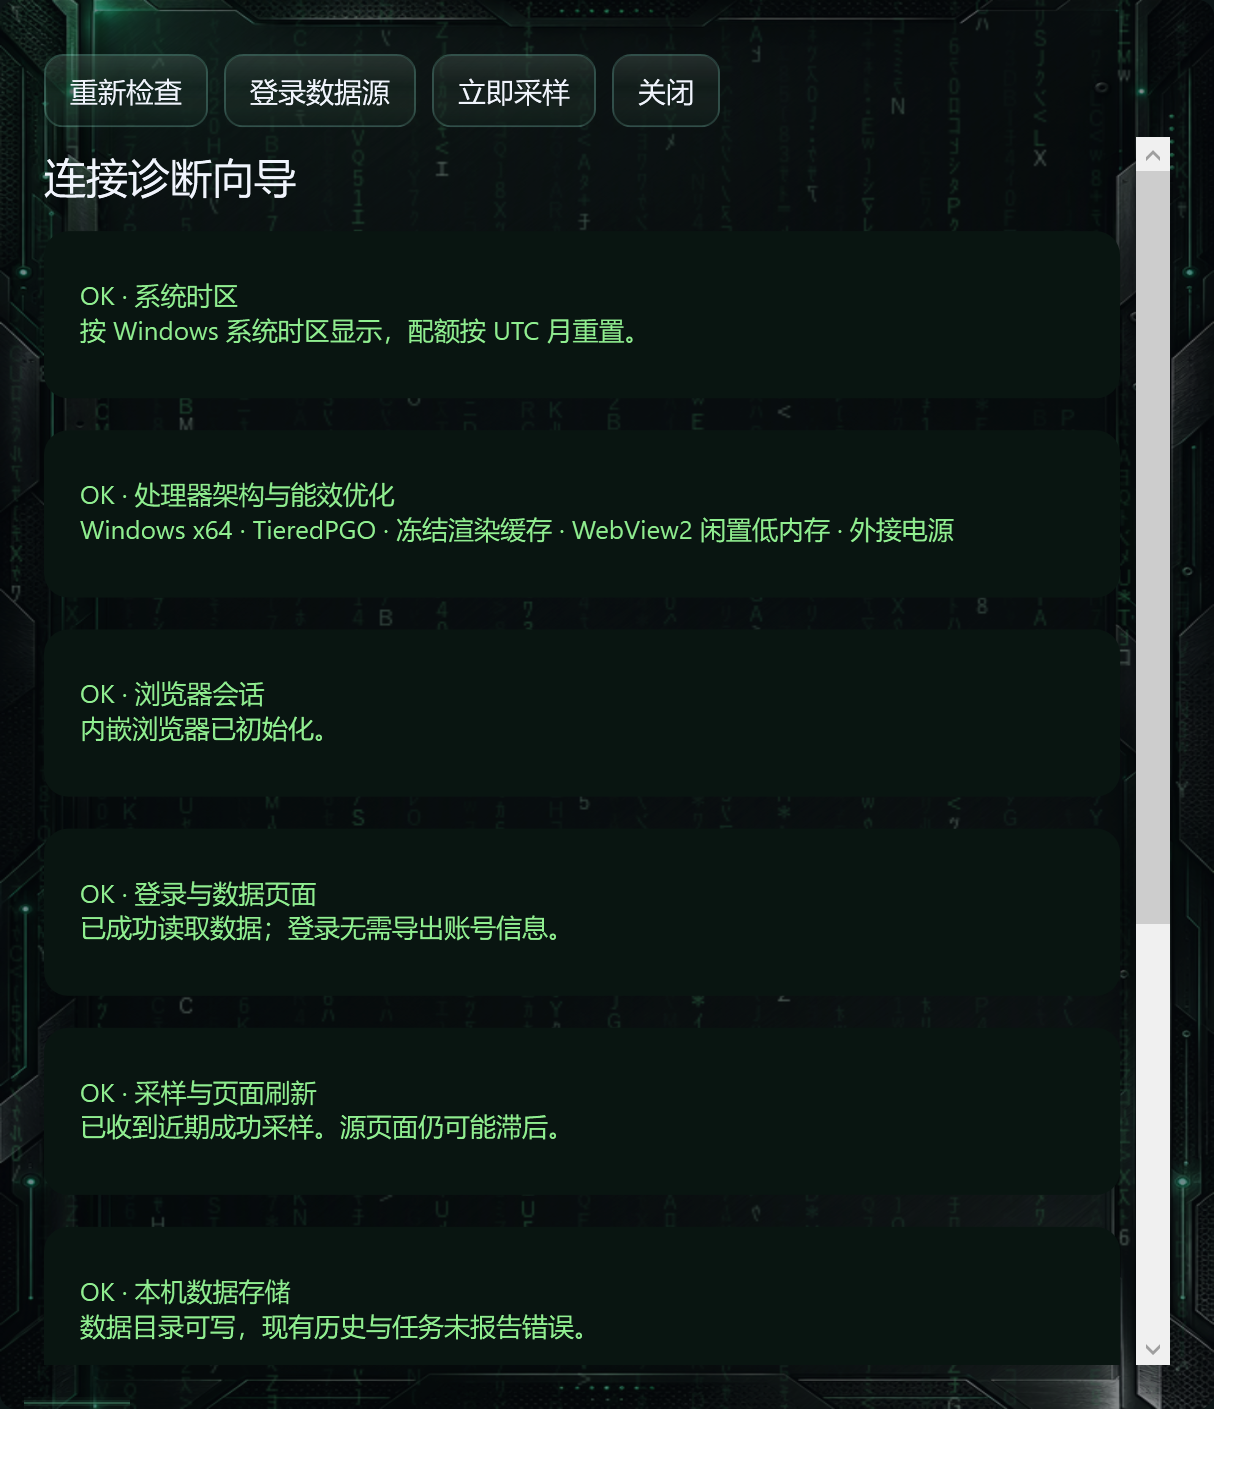 重新检查
登录数据源
立即采样
关闭
连接诊断向导
OK · 系统时区
按 Windows 系统时区显示，配额按 UTC 月重置。
OK · 处理器架构与能效优化
Windows x64 · TieredPGO · 冻结渲染缓存 · WebView2 闲置低内存 · 外接电源
OK · 浏览器会话
内嵌浏览器已初始化。
OK · 登录与数据页面
已成功读取数据；登录无需导出账号信息。
OK · 采样与页面刷新
已收到近期成功采样。源页面仍可能滞后。
OK · 本机数据存储
数据目录可写，现有历史与任务未报告错误。